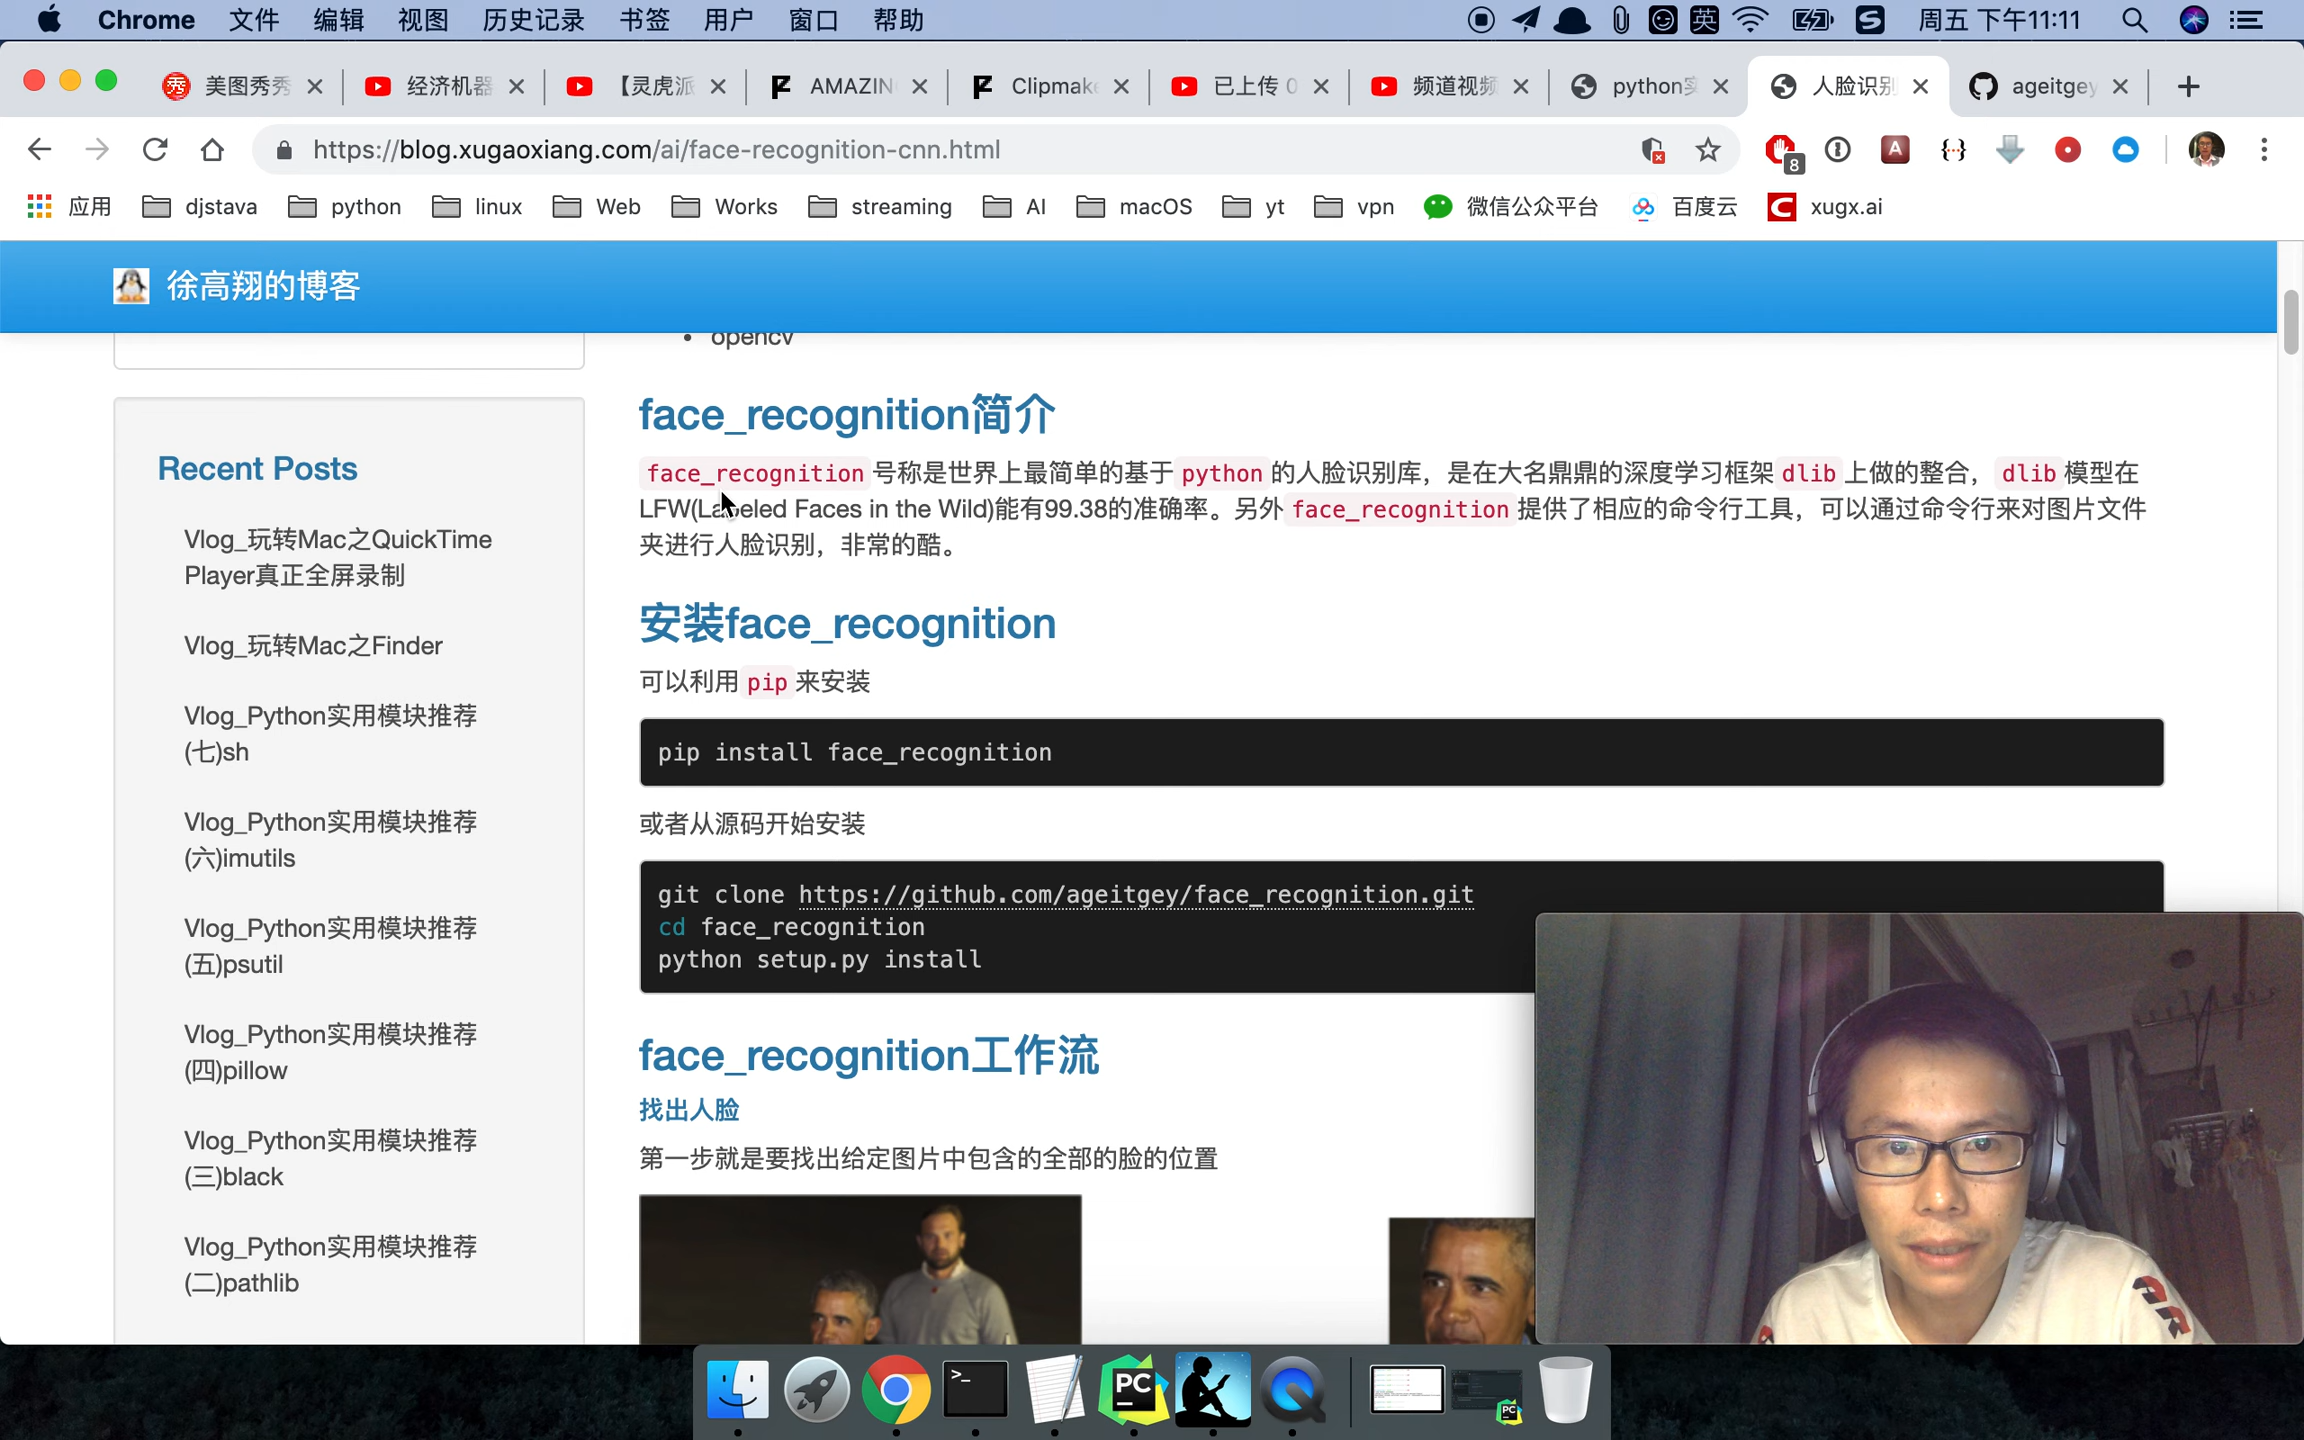 Chrome 文件 编辑 视图 历史记录 书签 用户 窗口 帮助 英 周五 下午11:11
美图秀秀 经济机器 【灵虎派 AMAZIN Clipmake 已上传 0 频道视频 python实 人脸识别 ageitgey
https://blog.xugaoxiang.com/ai/face-recognition-cnn.html A 8
应用 djstava python linux Web Works streaming AI macOS yt vpn 微信公众平台 百度云 xugx.ai
徐高翔的博客
opencv
Recent Posts
Vlog_玩转Mac之QuickTime
Player真正全屏录制
Vlog_玩转Mac之Finder
Vlog_Python实用模块推荐
(七)sh
Vlog_Python实用模块推荐
(六)imutils
Vlog_Python实用模块推荐
(五)psutil
Vlog_Python实用模块推荐
(四)pillow
Vlog_Python实用模块推荐
(三)black
Vlog_Python实用模块推荐
(二)pathlib
face_recognition简介
face_recognition号称是世界上最简单的基于python的人脸识别库，是在大名鼎鼎的深度学习框架dlib上做的整合，dlib模型在
LFW(Labeled Faces in the Wild)能有99.38的准确率。另外face_recognition提供了相应的命令行工具，可以通过命令行来对图片文件
夹进行人脸识别，非常的酷。
安装face_recognition
可以利用pip来安装
pip install face_recognition
或者从源码开始安装
git clone https://github.com/ageitgey/face_recognition.git
cd face_recognition
python setup.py install
face_recognition工作流
找出人脸
第一步就是要找出给定图片中包含的全部的脸的位置
PC
PC